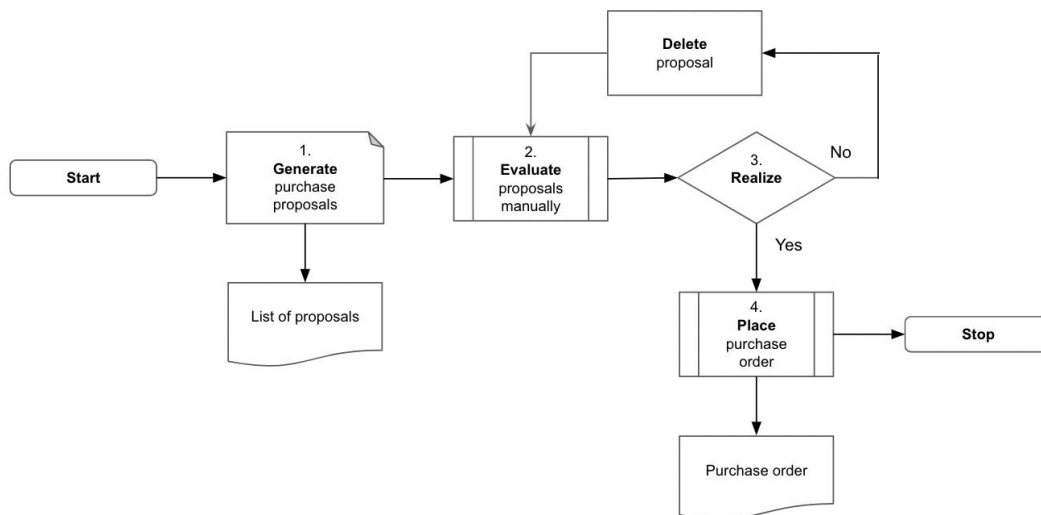 Delete
proposal
Start
1.
Generate
purchase
proposals
2.
Evaluate
proposals
manually
3.
Realize
No
Yes
List of proposals
4.
Place
purchase
order
Stop
Purchase order